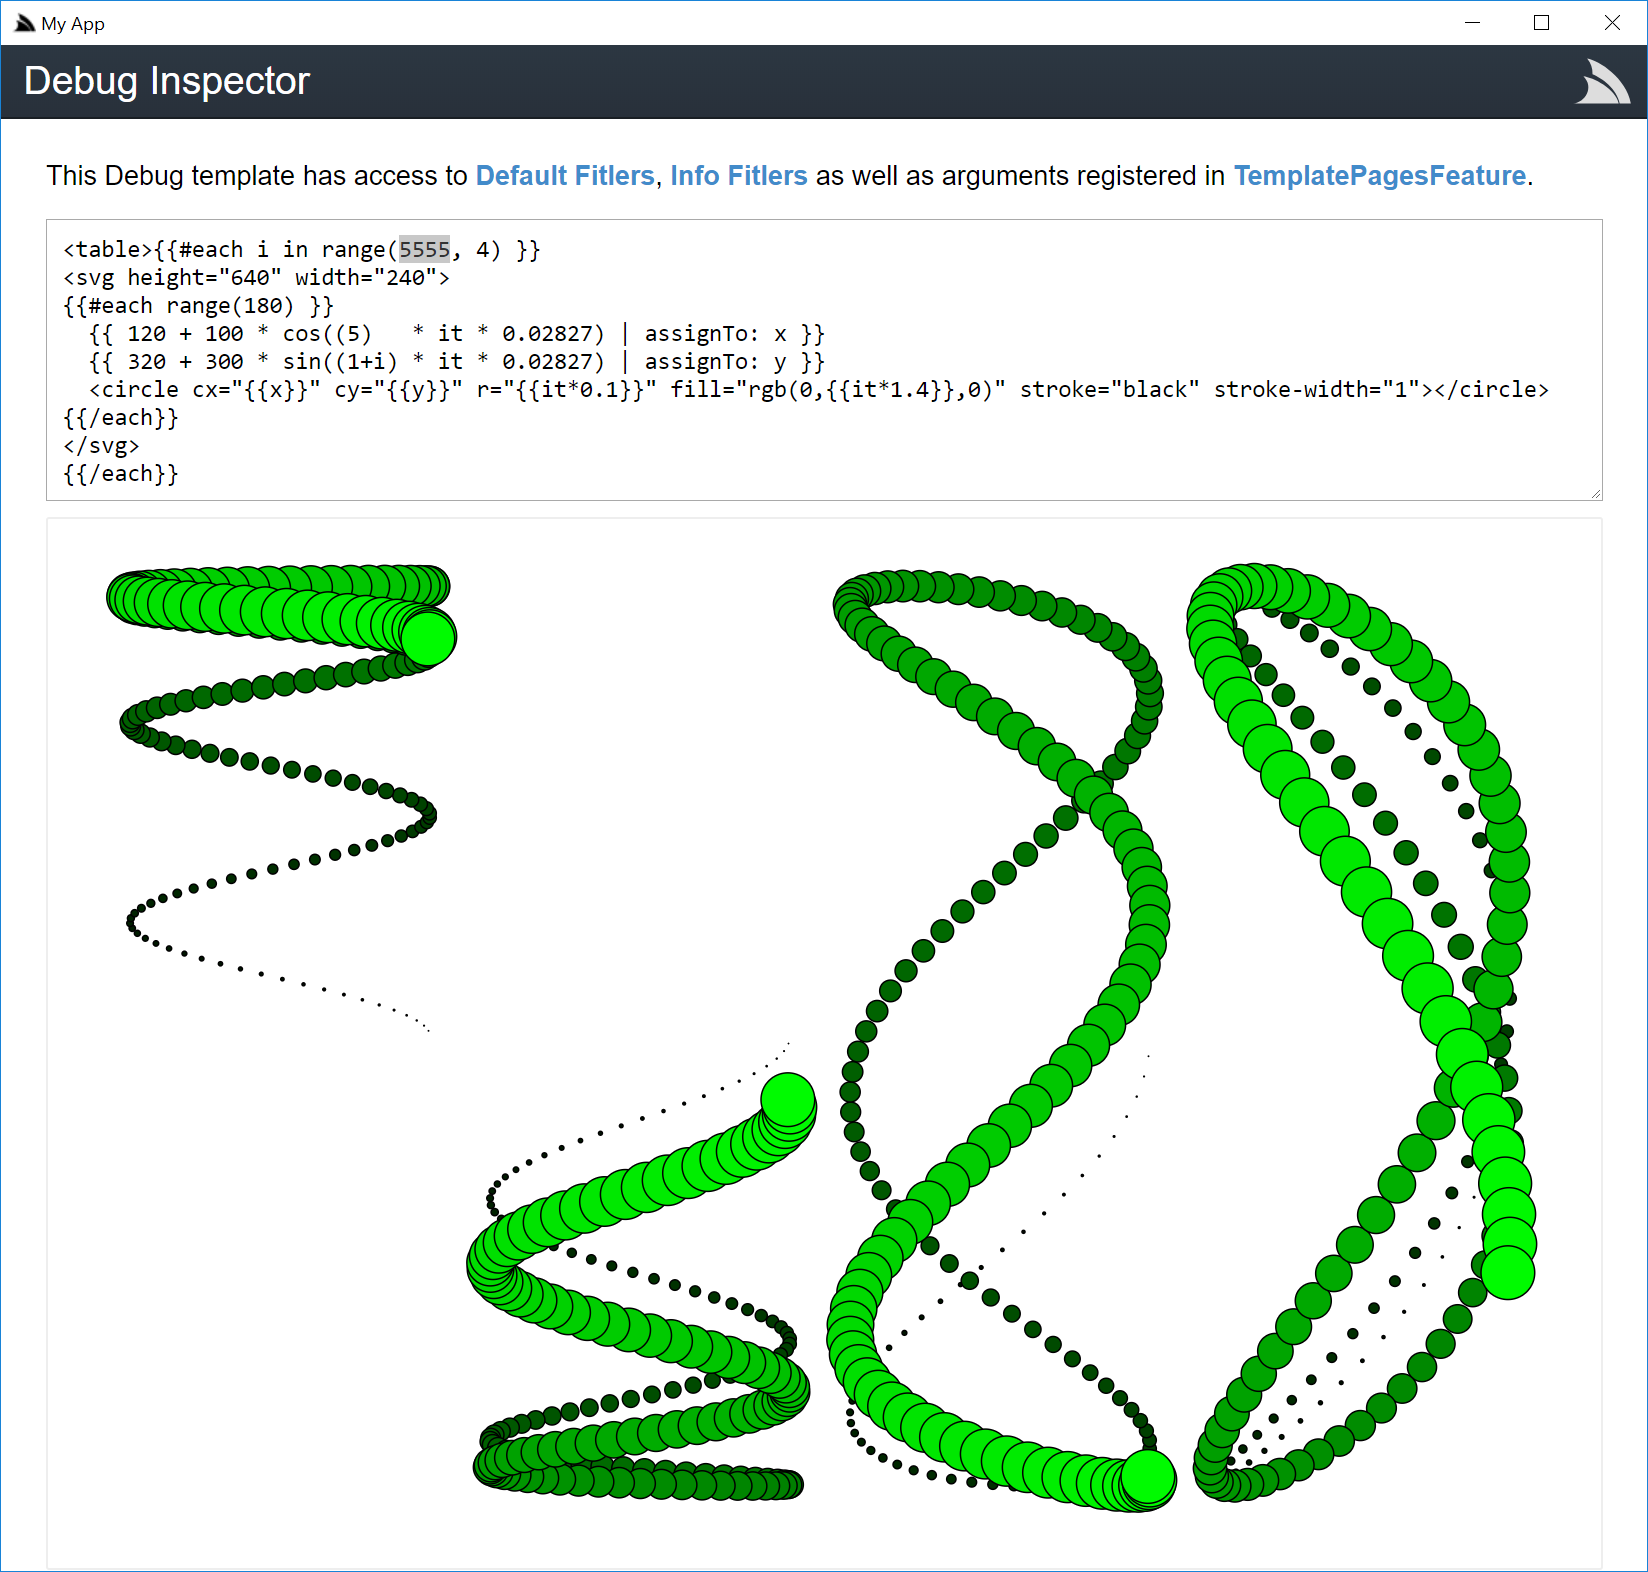 My App
Debug Inspector
This Debug template has access to Default Fitlers, Info Fitlers as well as arguments registered in TemplatePagesFeature.
<table>{{#each i in range(5555, 4) }}
<svg height="640" width="240">
{{#each range(180) }}
  {{ 120 + 100 * cos((5)   * it * 0.02827) | assignTo: x }}
  {{ 320 + 300 * sin((1+i) * it * 0.02827) | assignTo: y }}
  <circle cx="{{x}}" cy="{{y}}" r="{{it*0.1}}" fill="rgb(0,{{it*1.4}},0)" stroke="black" stroke-width="1"></circle>
{{/each}}
</svg>
{{/each}}